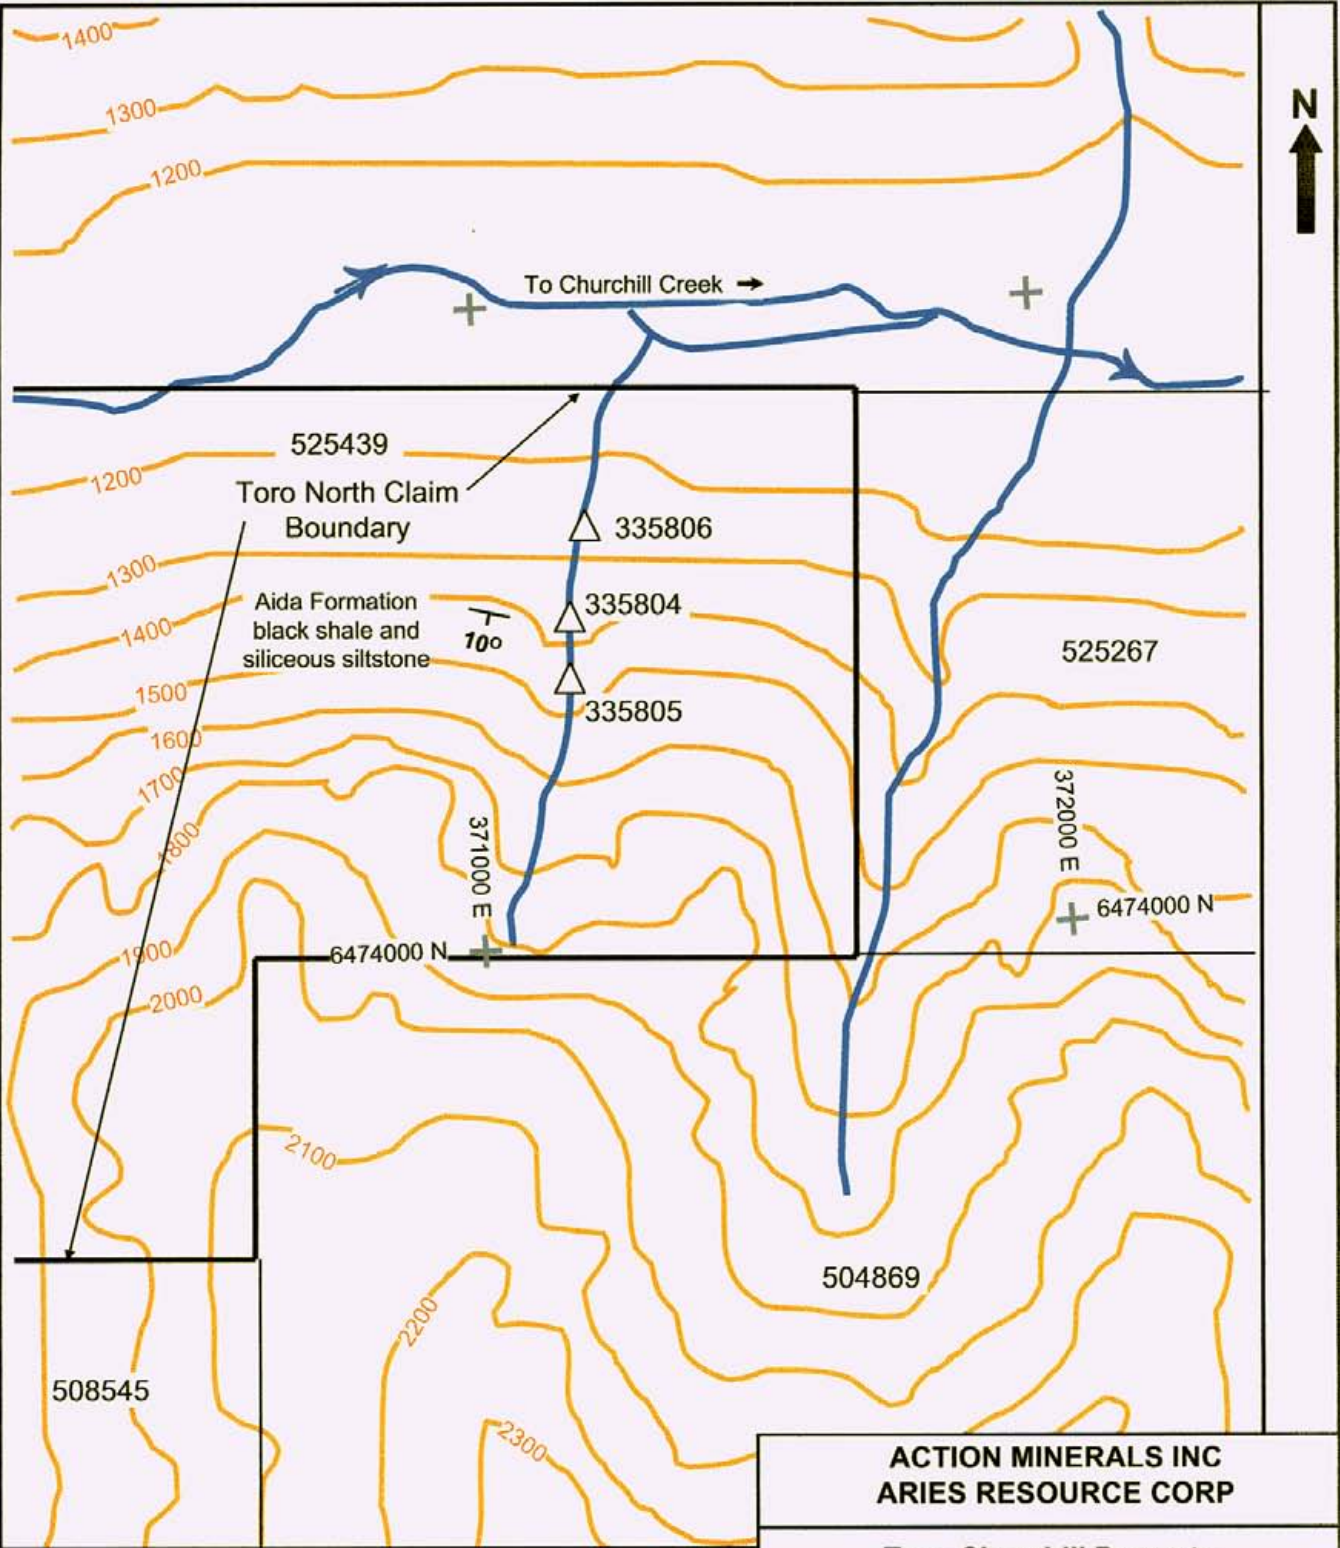 1400
1300
N
1200
To Churchill Creek
525439
1200
Toro North Claim
Boundary
335806
1300
Aida Formation
black shale and
siliceous siltstone
335804
1400
10o
525267
1500
335805
1600
1700
372000 E
1800
371000 E
6474000 N
1900
6474000 N
2000
2100
504869
2200
508545
2300
ACTION MINERALS INC
ARIES RESOURCE CORP